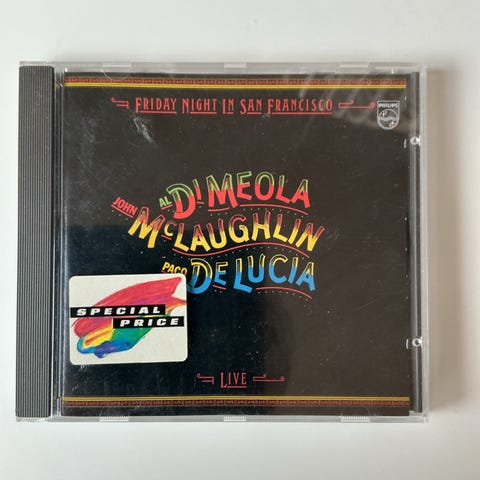 FRIDAY NIGHT IN SAN FRANCISCO
PHILIPS
AL DI MEOLA
JOHN MCLAUGHLIN
PACO DE LUCIA
SPECIAL
PRICE
LIVE